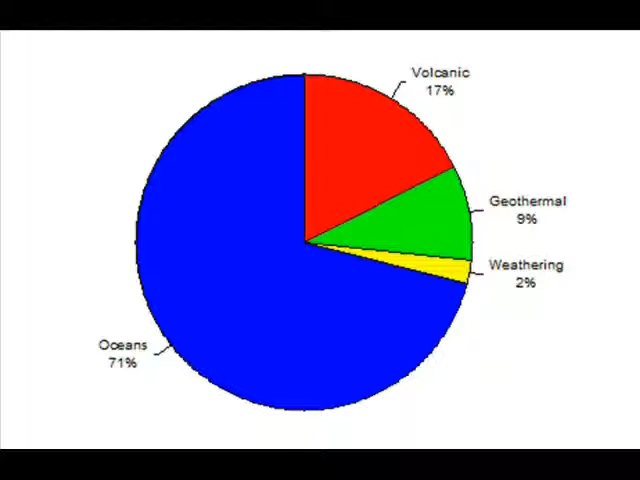 Volcanic
17%
Geothermal
9%
Weathering
2%
Oceans
71%